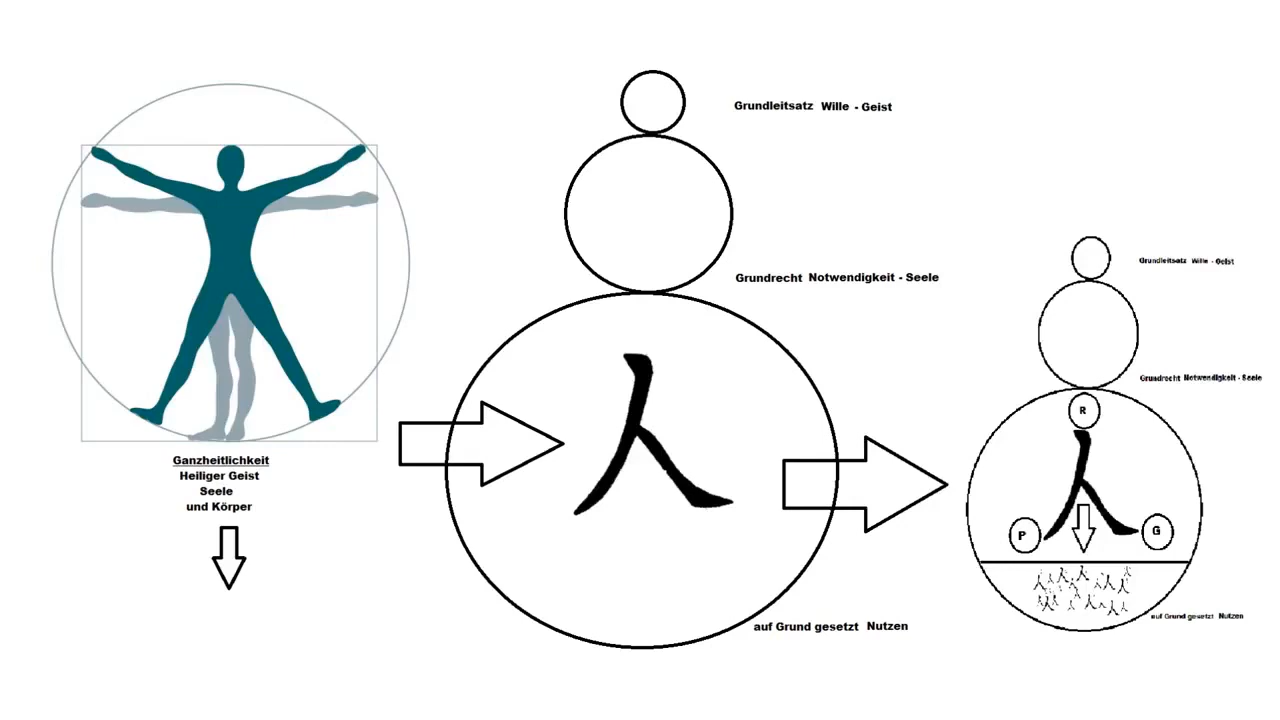 Grundleitsatz Wille - Geist
Grundrecht Notwendigkeit - Seele
人
auf Grund gesetzt Nutzen
Ganzheitlichkeit
Heiliger Geist
Seele
und Körper
Grundleitsatz Wille - Geist
Grundrecht Notwendigkeit - Seele
R
人
P
G
auf Grund gesetzt Nutzen